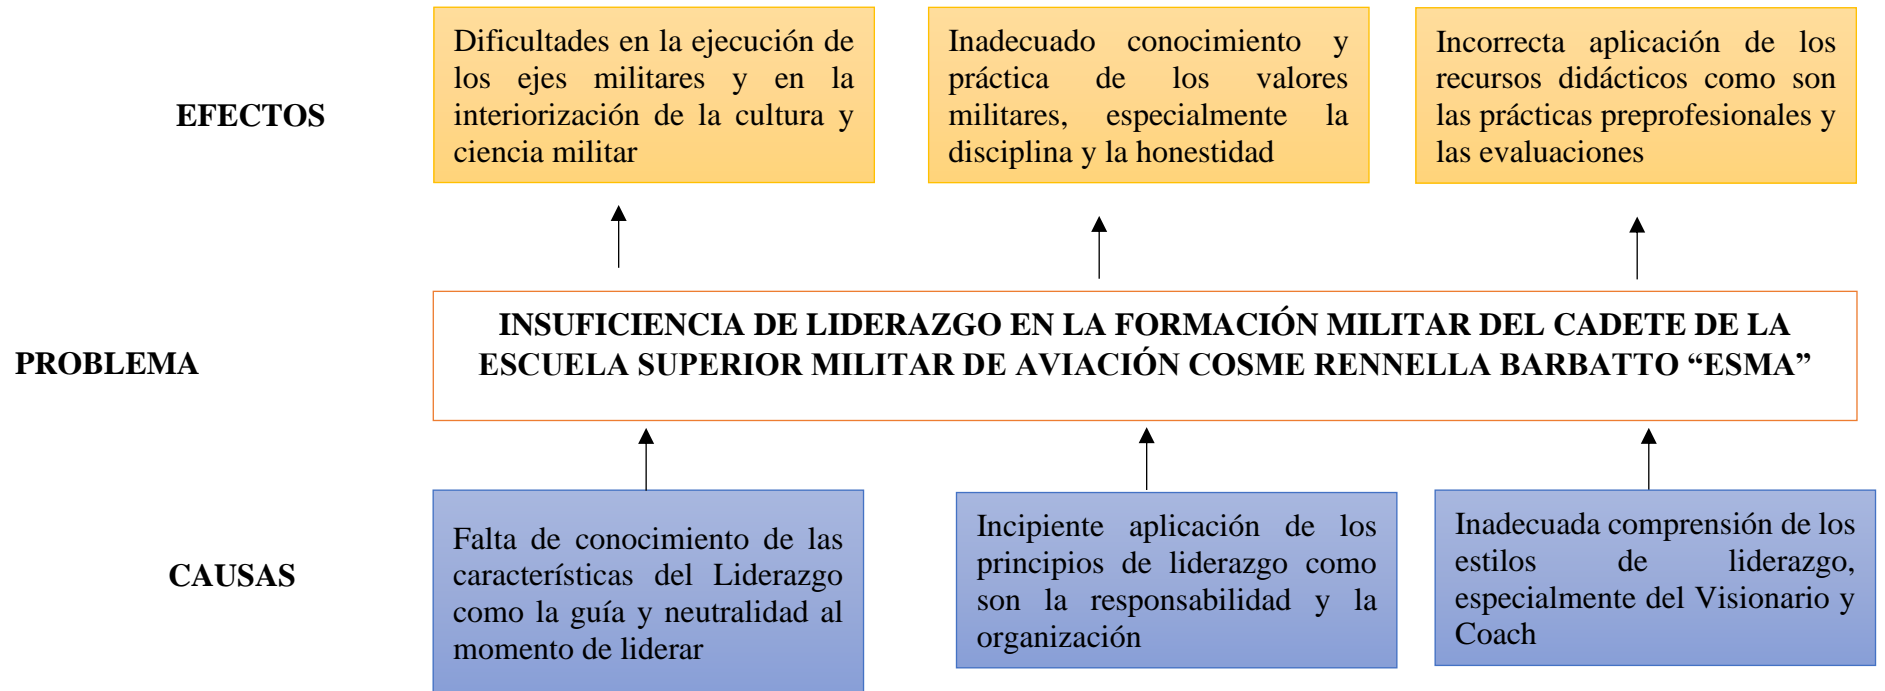 EFECTOS
Dificultades en la ejecución de
los ejes militares y en la
interiorización de la cultura y
ciencia militar
Inadecuado conocimiento y
práctica de los valores
militares, especialmente la
disciplina y la honestidad
Incorrecta aplicación de los
recursos didácticos como son
las prácticas preprofesionales y
las evaluaciones
PROBLEMA
INSUFICIENCIA DE LIDERAZGO EN LA FORMACIÓN MILITAR DEL CADETE DE LA
ESCUELA SUPERIOR MILITAR DE AVIACIÓN COSME RENNELLA BARBATTO “ESMA”
CAUSAS
Falta de conocimiento de las
características del Liderazgo
como la guía y neutralidad al
momento de liderar
Incipiente aplicación de los
principios de liderazgo como
son la responsabilidad y la
organización
Inadecuada comprensión de los
estilos de liderazgo,
especialmente del Visionario y
Coach